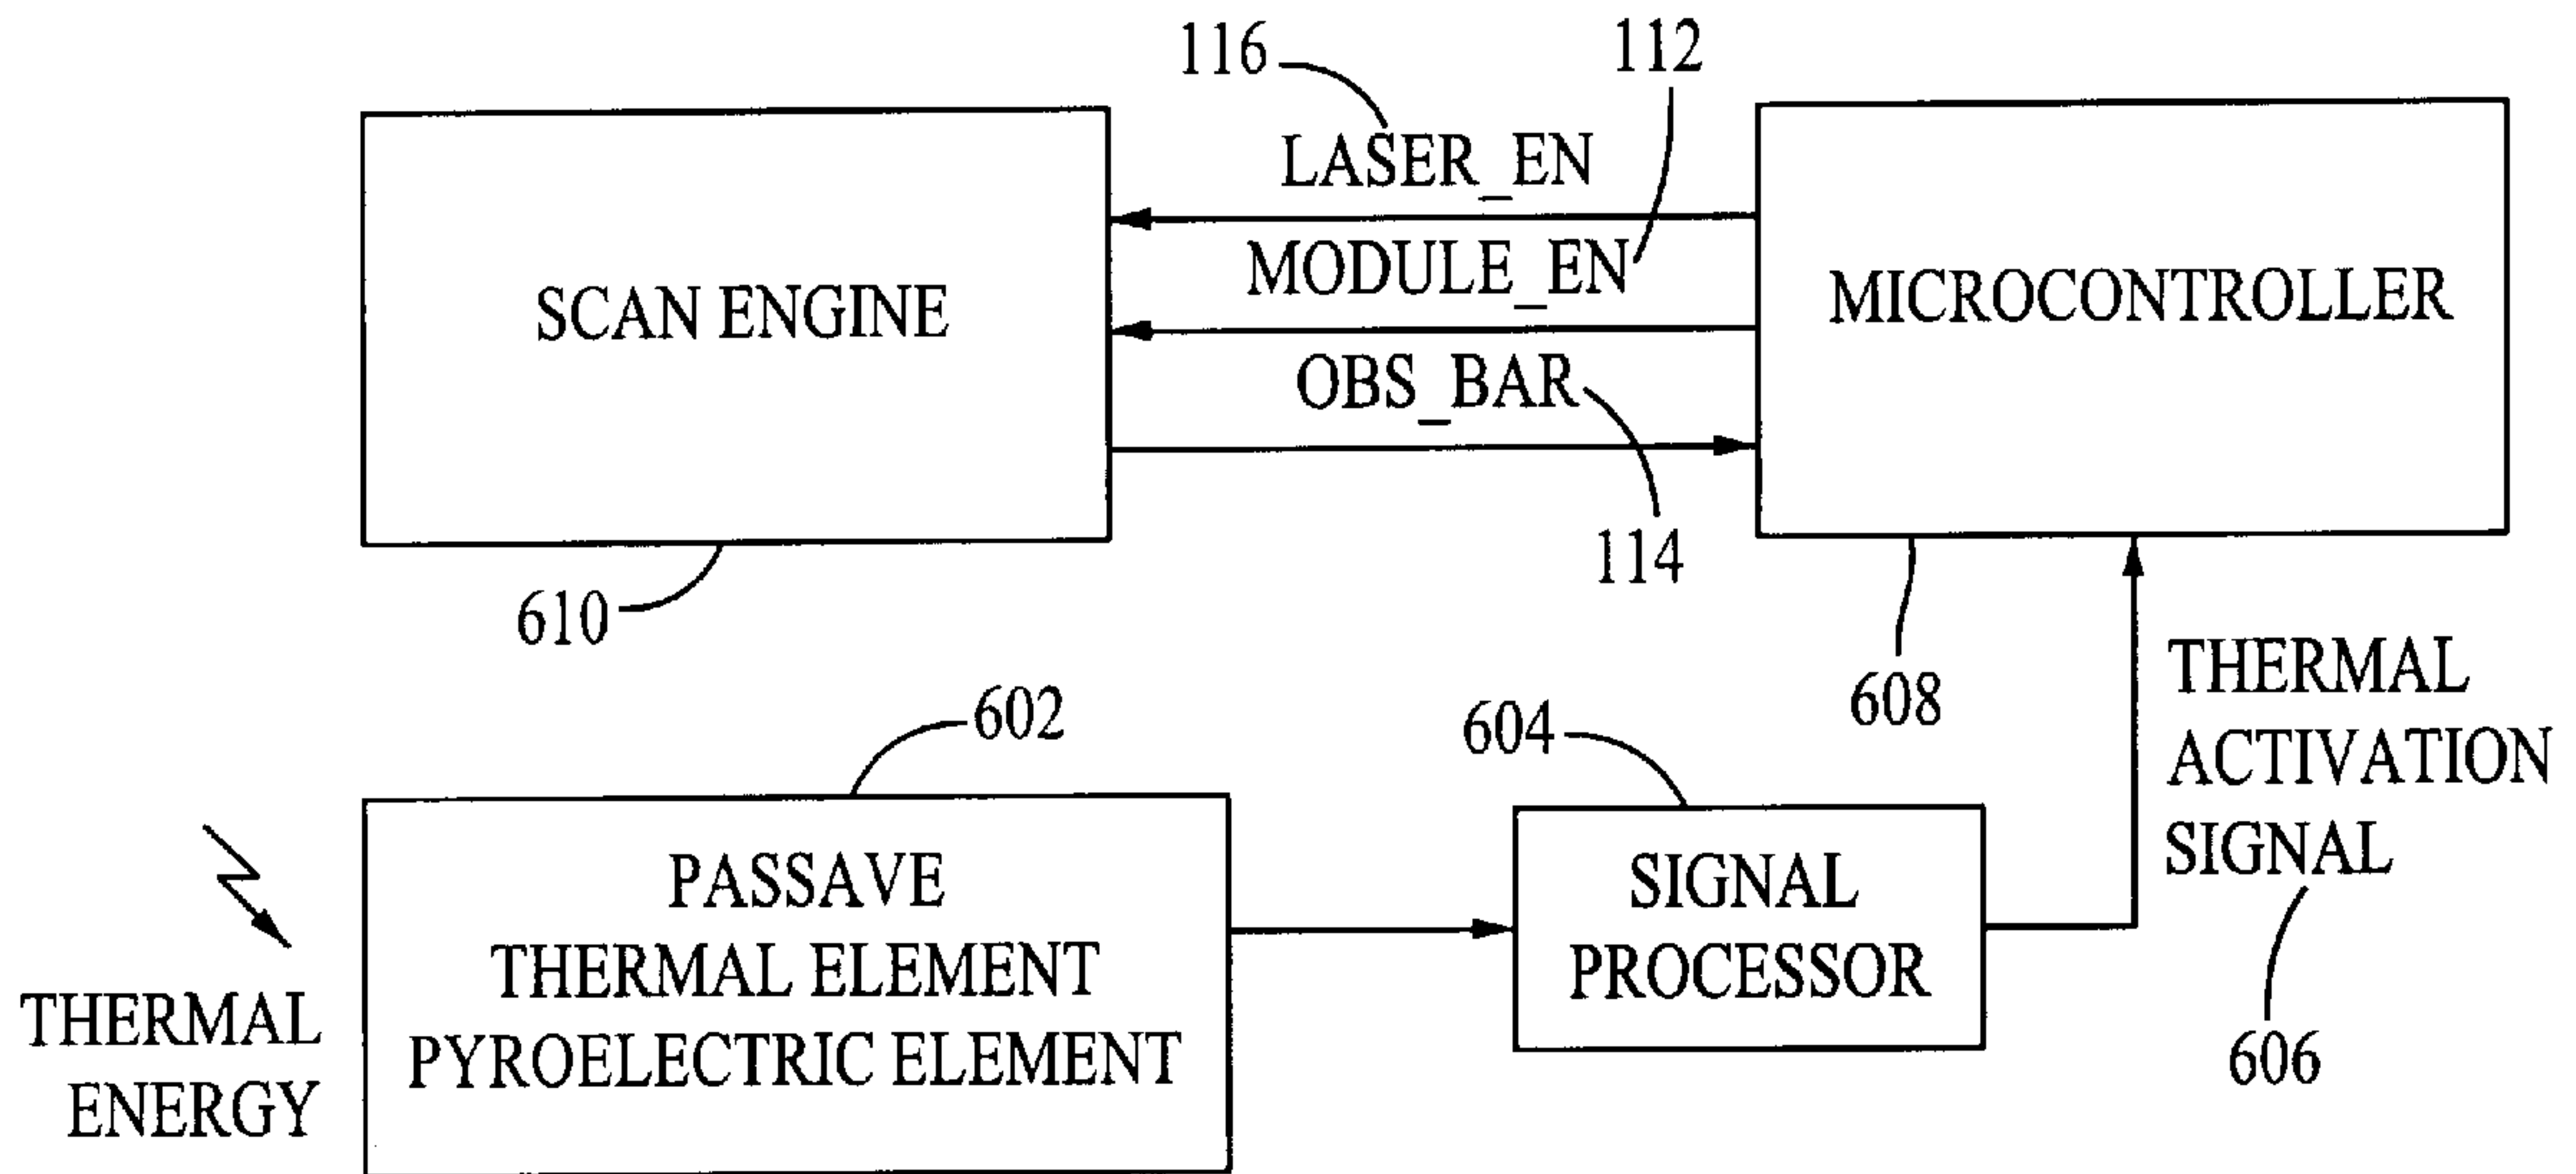 116
112
LASER_EN
MODULE_EN
OBS_BAR
SCAN ENGINE
MICROCONTROLLER
114
610
608
THERMAL
ACTIVATION
SIGNAL
606
602
604
THERMAL
ENERGY
PASSAVE
THERMAL ELEMENT
PYROELECTRIC ELEMENT
SIGNAL
PROCESSOR